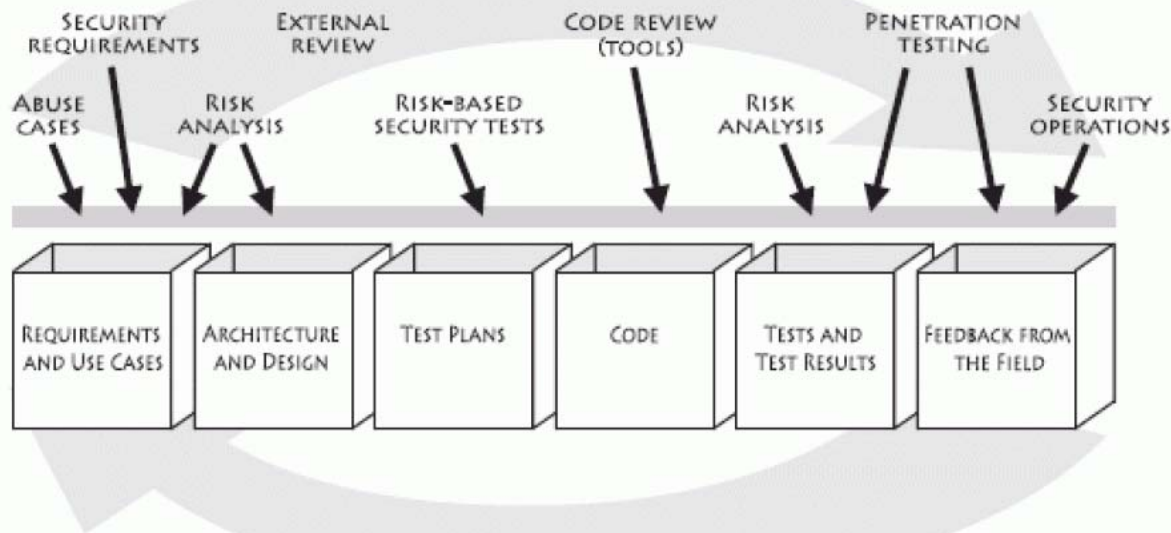 SECURITY
REQUIREMENTS
EXTERNAL
REVIEW
CODE REVIEW
(TOOLS)
PENETRATION
TESTING
ABUSE
CASES
RISK
ANALYSIS
RISK-BASED
SECURITY TESTS
RISK
ANALYSIS
SECURITY
OPERATIONS
REQUIREMENTS
AND USE CASES
ARCHITECTURE
AND DESIGN
TEST PLANS
CODE
TESTS AND
TEST RESULTS
FEEDBACK FROM
THE FIELD